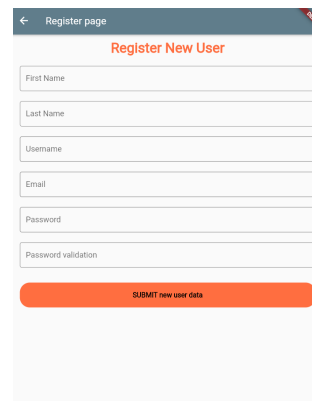 Register page
Register New User
First Name
Last Name
Username
Email
Password
Password validation
SUBMIT new user data